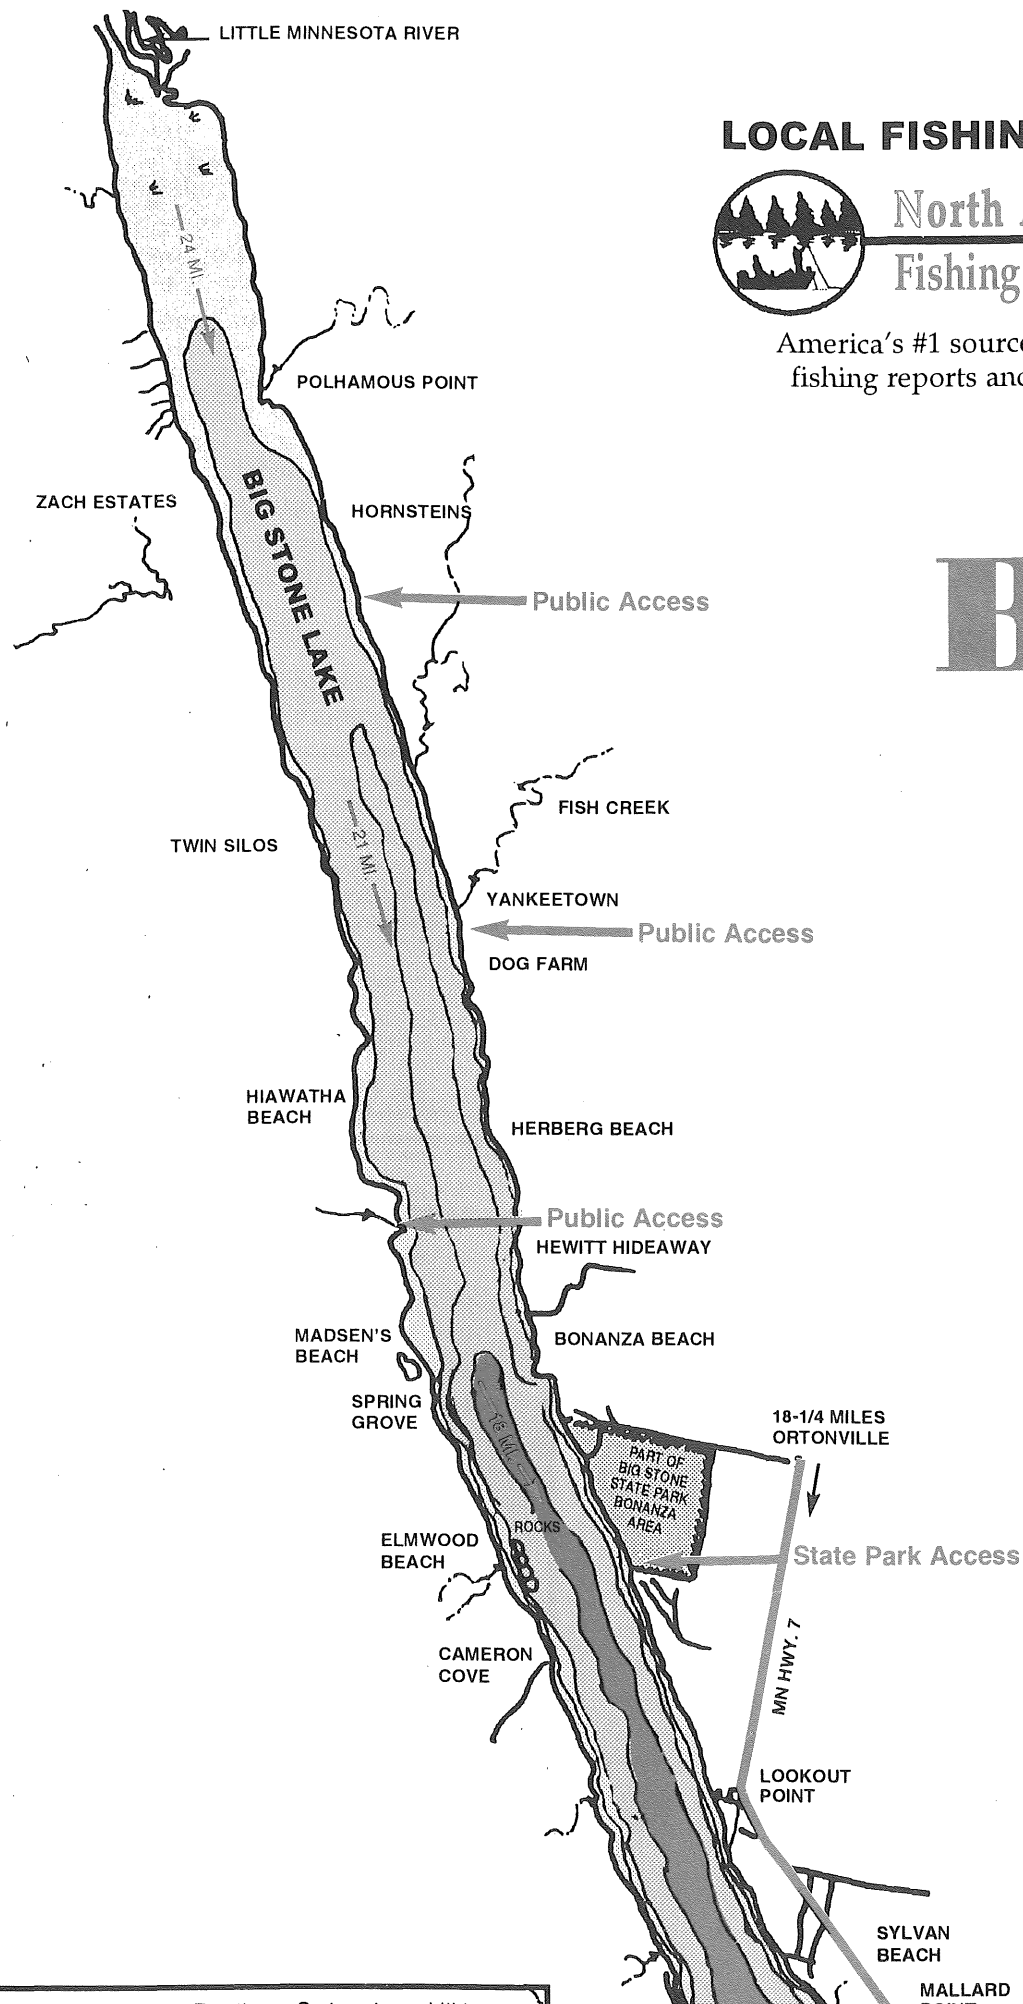 LITTLE MINNESOTA RIVER
LOCAL FISHIN
North
Fishing
America's #1 source
fishing reports and
24 MI.
POLHAMOUS POINT
BIG STONE LAKE
ZACH ESTATES
HORNSTEINS
Public Access
B
FISH CREEK
TWIN SILOS
21 MI.
YANKEETOWN
Public Access
DOG FARM
HIAWATHA
BEACH
HERBERG BEACH
Public Access
HEWITT HIDEAWAY
MADSEN'S
BEACH
BONANZA BEACH
SPRING
GROVE
18 MI.
18-1/4 MILES
ORTONVILLE
PART OF
BIG STONE
STATE PARK
BONANZA
AREA
ROCKS
ELMWOOD
BEACH
State Park Access
CAMERON
COVE
MN HWY. 7
LOOKOUT
POINT
SYLVAN
BEACH
MALLARD